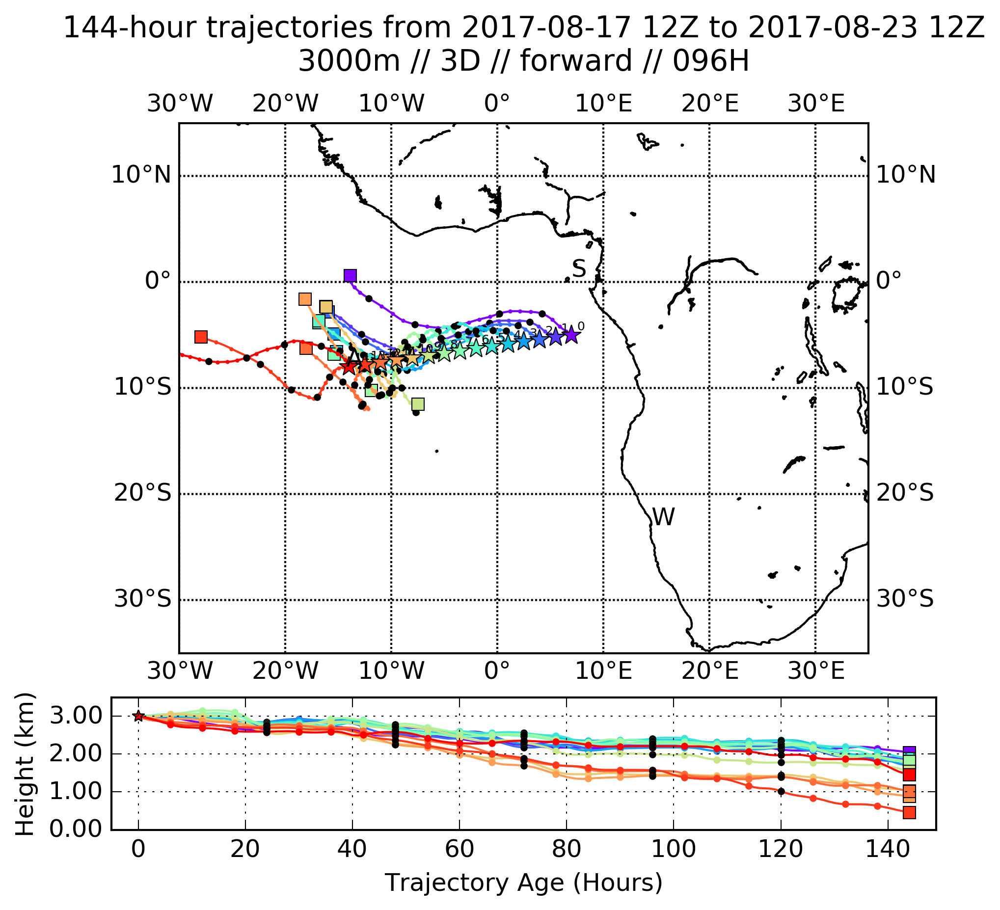 144-hour trajectories from 2017-08-17 12Z to 2017-08-23 12Z
3000m // 3D // forward // 096H
30°W 20°W 10°W 0° 10°E 20°E 30°E
10°N 10°N
S
0° 0°
0
1
2
3
4
5
6
8
9
A
10°S 10°S
20°S 20°S
W
30°S 30°S
30°W 20°W 10°W 0° 10°E 20°E 30°E
Height (km)
3.00
2.00
1.00
0.00
0 20 40 60 80 100 120 140
Trajectory Age (Hours)